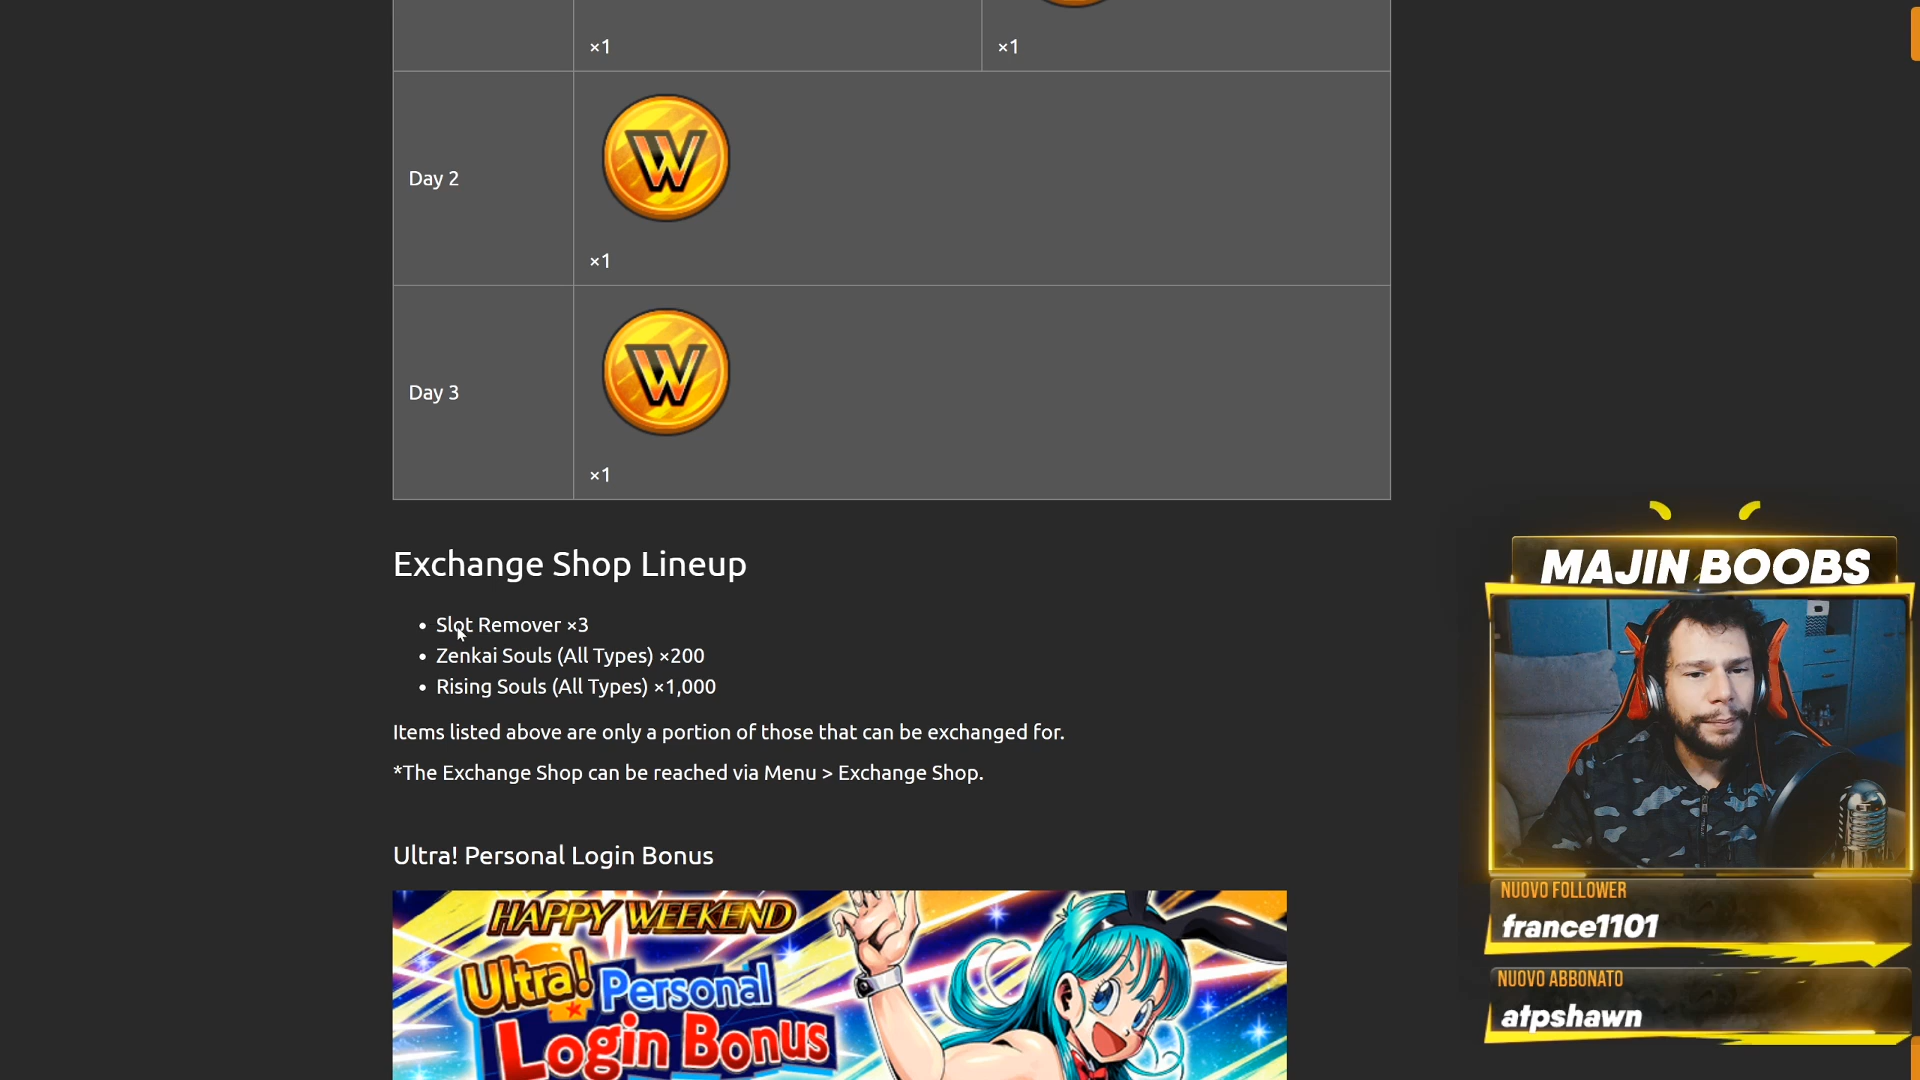 ×1
×1
Day 2
W
×1
Day 3
W
×1
Exchange Shop Lineup
• Slot Remover ×3
• Zenkai Souls (All Types) ×200
• Rising Souls (All Types) ×1,000
Items listed above are only a portion of those that can be exchanged for.
*The Exchange Shop can be reached via Menu > Exchange Shop.
Ultra! Personal Login Bonus
HAPPY WEEKEND
Ultra! Personal
Login Bonus
MAJIN BOOBS
NUOVO FOLLOWER
france1101
NUOVO ABBONATO
atpshawn